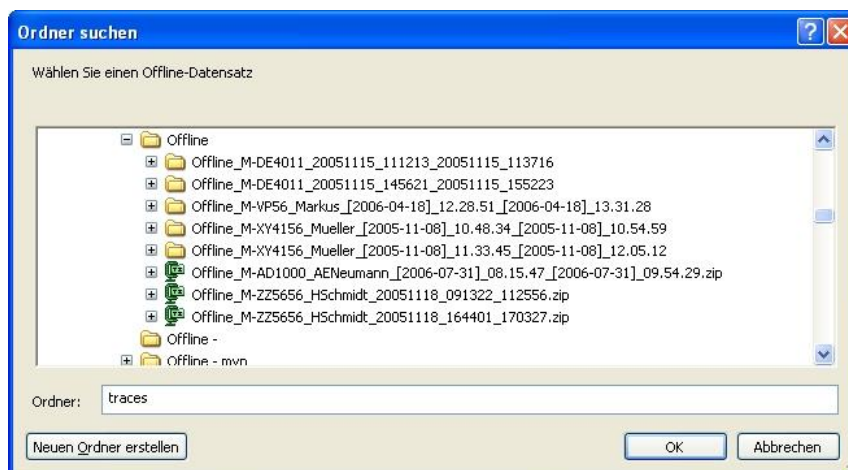 Ordner suchen
Wählen Sie einen Offline-Datensatz
Offline
Offline_M-DE4011_20051115_111213_20051115_113716
Offline_M-DE4011_20051115_145621_20051115_155223
Offline_M-VP56_Markus_[2006-04-18]_12.28.51_[2006-04-18]_13.31.28
Offline_M-XY4156_Mueller_[2005-11-08]_10.48.34_[2005-11-08]_10.54.59
Offline_M-XY4156_Mueller_[2005-11-08]_11.33.45_[2005-11-08]_12.05.12
Offline_M-AD1000_AENeumann_[2006-07-31]_08.15.47_[2006-07-31]_09.54.29.zip
Offline_M-ZZ5656_HSchmidt_20051118_091322_112556.zip
Offline_M-ZZ5656_HSchmidt_20051118_164401_170327.zip
Offline -
Offline - mvn
Ordner: traces
Neuen Ordner erstellen OK Abbrechen